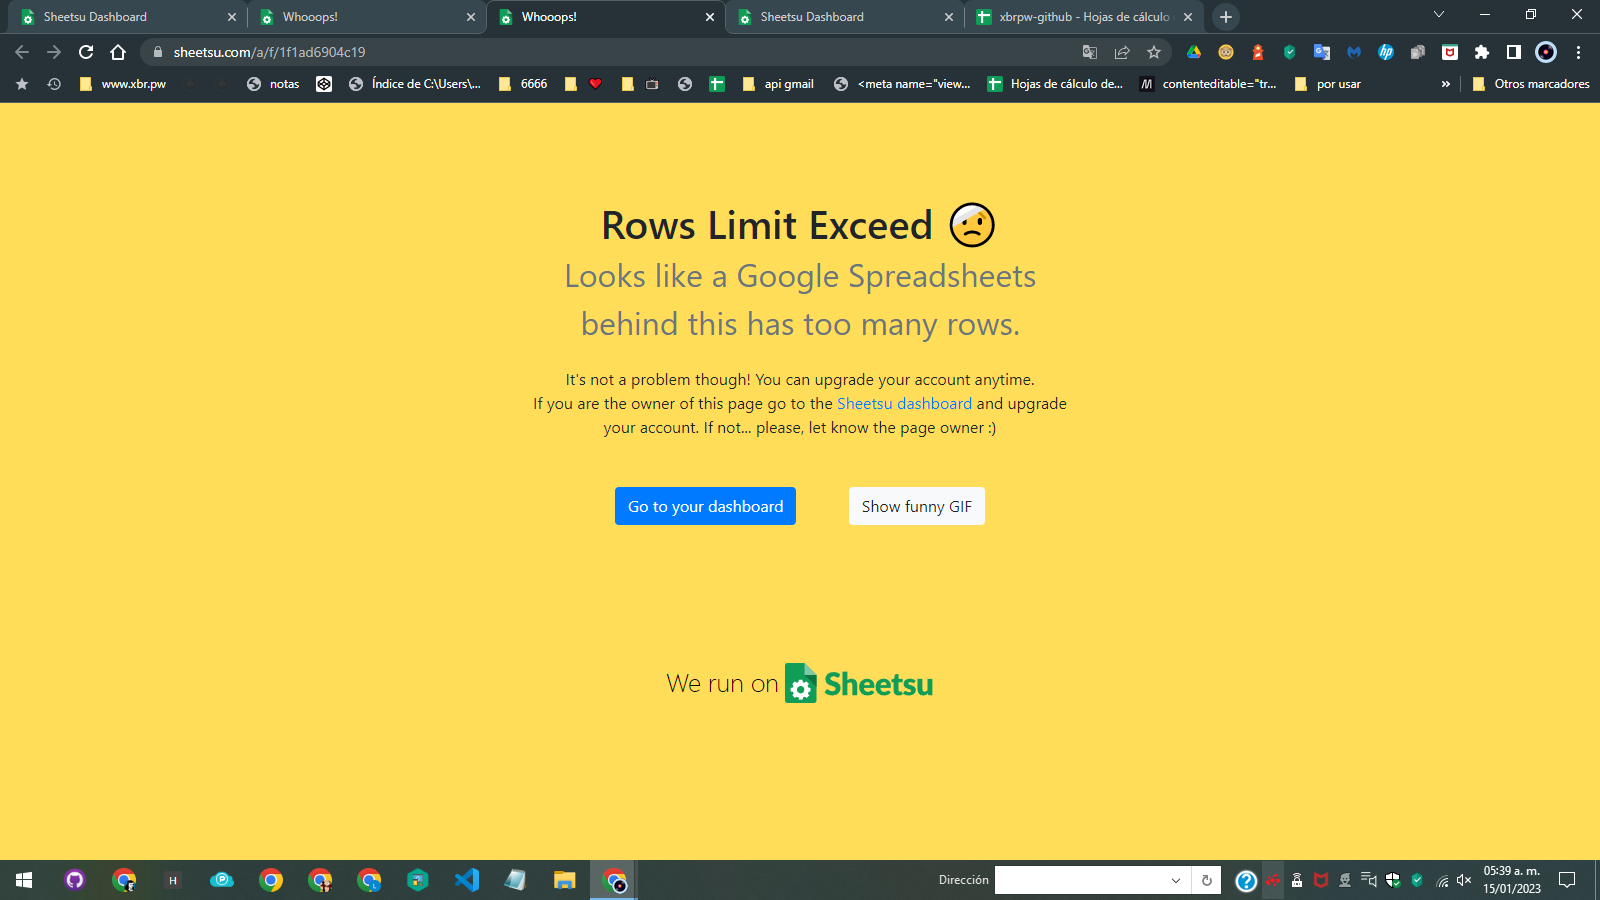 Sheetsu Dashboard
Whooops!
Whooops!
Sheetsu Dashboard
xbrpw-github - Hojas de cálculo
sheetsu.com/a/f/1f1ad6904c19
www.xbr.pw
notas
Índice de C:\Users\...
6666
api gmail
<meta name="view...
Hojas de cálculo de...
contenteditable="tr...
por usar
»
Otros marcadores
Rows Limit Exceed
Looks like a Google Spreadsheets
behind this has too many rows.
It's not a problem though! You can upgrade your account anytime.
If you are the owner of this page go to the Sheetsu dashboard and upgrade
your account. If not... please, let know the page owner :)
Go to your dashboard
Show funny GIF
We run on Sheetsu
H
P
L
Dirección
05:39 a. m.
15/01/2023